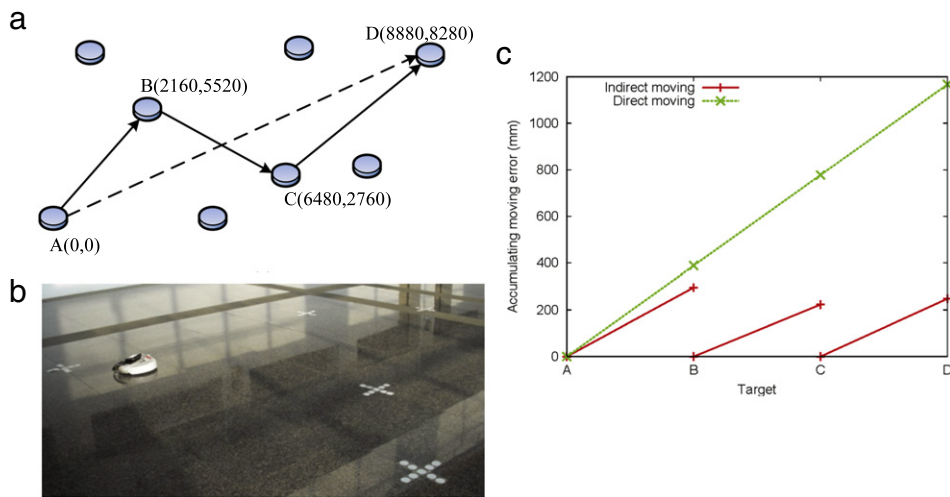 a
D(8880,8280)
B(2160,5520)
C(6480,2760)
A(0,0)
b
c
Indirect moving
Direct moving
1200
1000
800
600
400
200
0
Accumulating moving error (mm)
A
B
C
D
Target